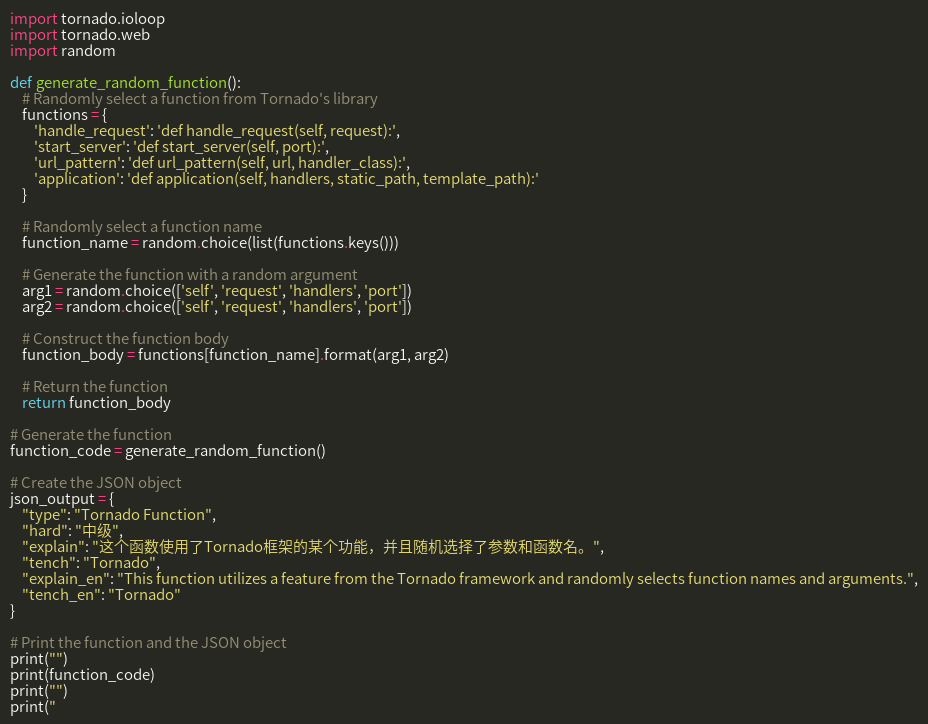 import tornado.ioloop
import tornado.web
import random

def generate_random_function():
    # Randomly select a function from Tornado's library
    functions = {
        'handle_request': 'def handle_request(self, request):',
        'start_server': 'def start_server(self, port):',
        'url_pattern': 'def url_pattern(self, url, handler_class):',
        'application': 'def application(self, handlers, static_path, template_path):'
    }

    # Randomly select a function name
    function_name = random.choice(list(functions.keys()))

    # Generate the function with a random argument
    arg1 = random.choice(['self', 'request', 'handlers', 'port'])
    arg2 = random.choice(['self', 'request', 'handlers', 'port'])

    # Construct the function body
    function_body = functions[function_name].format(arg1, arg2)

    # Return the function
    return function_body

# Generate the function
function_code = generate_random_function()

# Create the JSON object
json_output = {
    "type": "Tornado Function",
    "hard": "中级",
    "explain": "这个函数使用了Tornado框架的某个功能，并且随机选择了参数和函数名。",
    "tench": "Tornado",
    "explain_en": "This function utilizes a feature from the Tornado framework and randomly selects function names and arguments.",
    "tench_en": "Tornado"
}

# Print the function and the JSON object
print("")
print(function_code)
print("")
print("